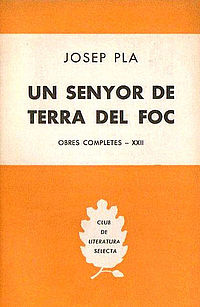 JOSEP PLA
UN SENYOR DE
TERRA DEL FOC
OBRES COMPLETES – XXII
CLUB
DE
LITERATURA
SELECTA